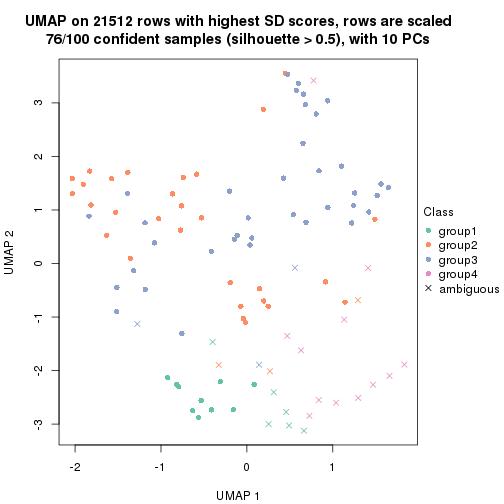 UMAP on 21512 rows with highest SD scores, rows are scaled
76/100 confident samples (silhouette > 0.5), with 10 PCs
3
2
1
0
-1
-2
-3
UMAP 2
-2
-1
0
1
UMAP 1
Class
group1
group2
group3
group4
ambiguous